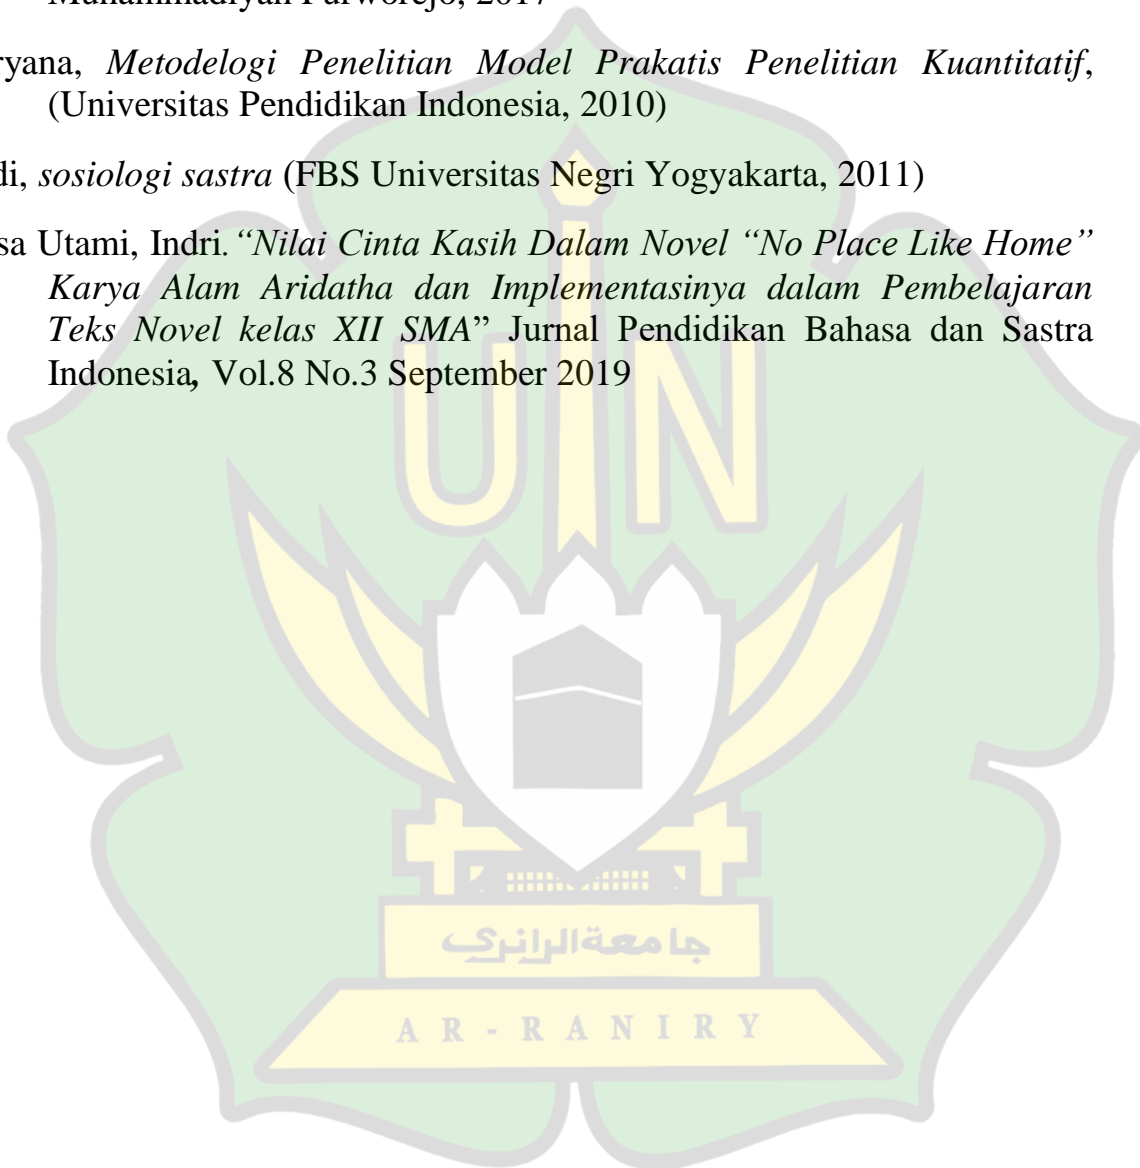 Muhammadiyah Purworejo, 2017
ryana, Metodelogi Penelitian Model Prakatis Penelitian Kuantitatif,
(Universitas Pendidikan Indonesia, 2010)
di, sosiologi sastra (FBS Universitas Negri Yogyakarta, 2011)
sa Utami, Indri. “Nilai Cinta Kasih Dalam Novel “No Place Like Home”
Karya Alam Aridatha dan Implementasinya dalam Pembelajaran
Teks Novel kelas XII SMA” Jurnal Pendidikan Bahasa dan Sastra
Indonesia, Vol.8 No.3 September 2019
UIN
جامعة الرانري
AR-RANIRY